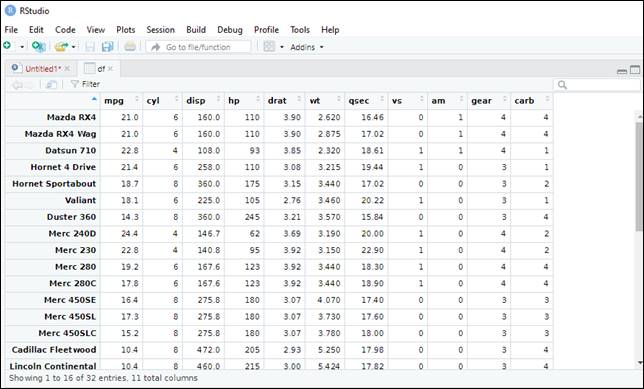 RStudio
File Edit Code View Plots Session Build Debug Profile Tools Help
Go to file/function Addins
Untitled1* df
Filter
mpg cyl disp hp drat wt qsec vs am gear carb
Mazda RX4 21.0 6 160.0 110 3.90 2.620 16.46 0 1 4 4
Mazda RX4 Wag 21.0 6 160.0 110 3.90 2.875 17.02 0 1 4 4
Datsun 710 22.8 4 108.0 93 3.85 2.320 18.61 1 1 4 1
Hornet 4 Drive 21.4 6 258.0 110 3.08 3.215 19.44 1 0 3 1
Hornet Sportabout 18.7 8 360.0 175 3.15 3.440 17.02 0 0 3 2
Valiant 18.1 6 225.0 105 2.76 3.460 20.22 1 0 3 1
Duster 360 14.3 8 360.0 245 3.21 3.570 15.84 0 0 3 4
Merc 240D 24.4 4 146.7 62 3.69 3.190 20.00 1 0 4 2
Merc 230 22.8 4 140.8 95 3.92 3.150 22.90 1 0 4 2
Merc 280 19.2 6 167.6 123 3.92 3.440 18.30 1 0 4 4
Merc 280C 17.8 6 167.6 123 3.92 3.440 18.90 1 0 4 4
Merc 450SE 16.4 8 275.8 180 3.07 4.070 17.40 0 0 3 3
Merc 450SL 17.3 8 275.8 180 3.07 3.730 17.60 0 0 3 3
Merc 450SLC 15.2 8 275.8 180 3.07 3.780 18.00 0 0 3 3
Cadillac Fleetwood 10.4 8 472.0 205 2.93 5.250 17.98 0 0 3 4
Lincoln Continental 10.4 8 460.0 215 3.00 5.424 17.82 0 0 3 4
Showing 1 to 16 of 32 entries, 11 total columns